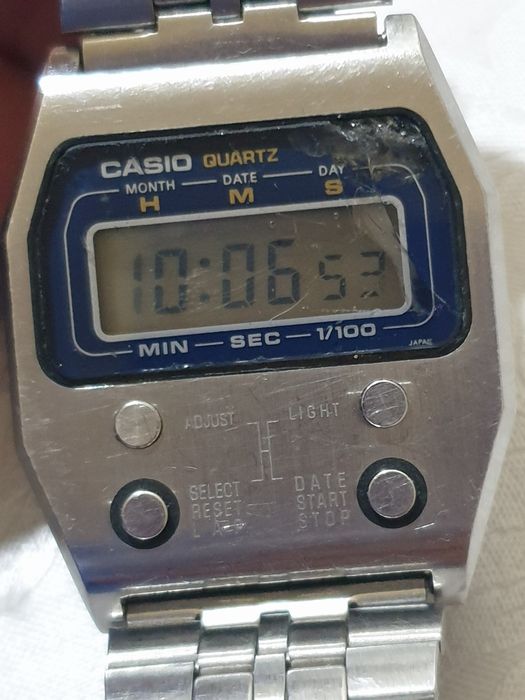 CASIO QUARTZ
MONTH DATE DAY
H M S
10:06 53
MIN SEC 1/100
JAPAN
ADJUST LIGHT
SELECT DATE
RESET START
LAP STOP